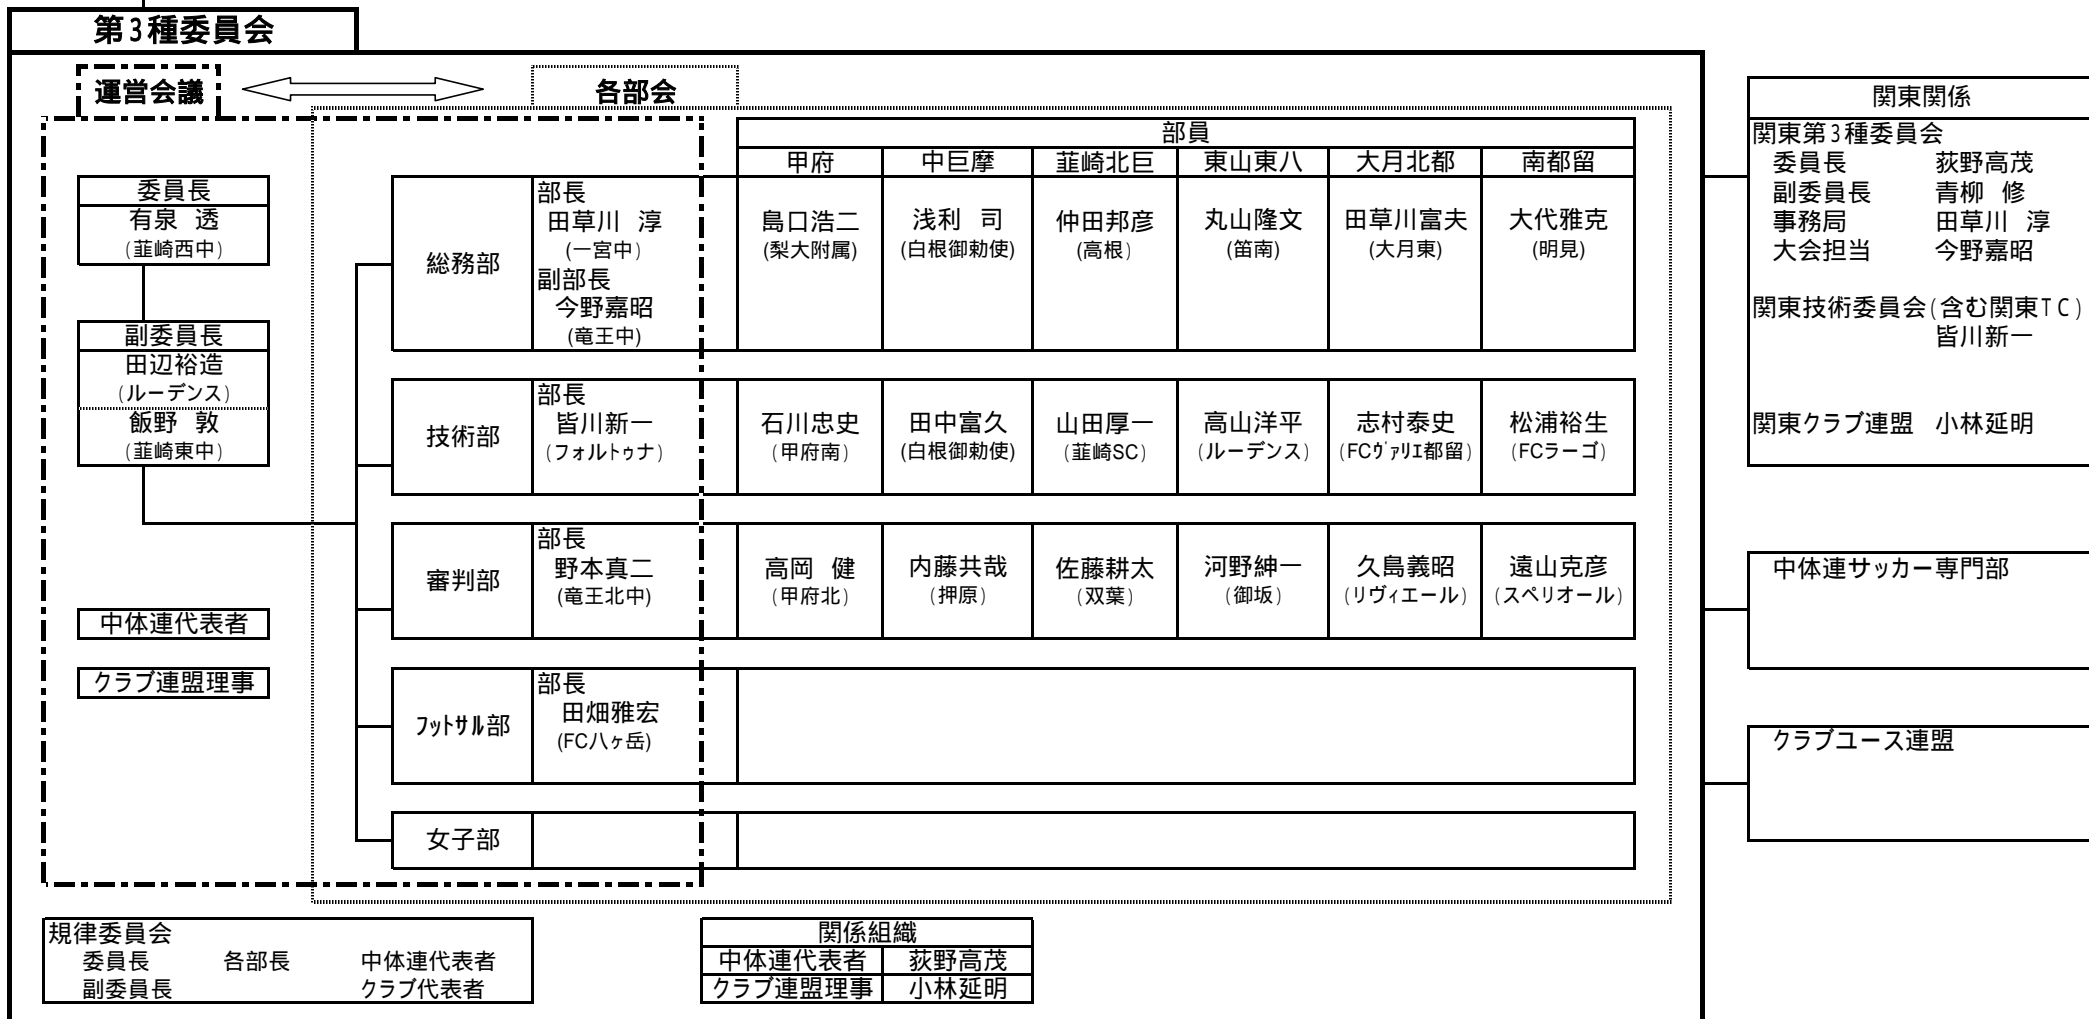 第3種委員会
運営会議
各部会
委員長
有泉 透
(韮崎西中)
副委員長
田辺裕造
(ルーデンス)
飯野 敦
(韮崎東中)
中体連代表者
クラブ連盟理事
部員
甲府 中巨摩 韮崎北巨 東山東八 大月北都 南都留
総務部
部長
田草川 淳
(一宮中)
副部長
今野嘉昭
(竜王中)
島口浩二 浅利 司 仲田邦彦 丸山隆文 田草川富夫 大代雅克
(梨大附属) (白根御勅使) (高根) (笛南) (大月東) (明見)
技術部
部長
皆川新一
(フォルトゥナ)
石川忠史 田中富久 山田厚一 高山洋平 志村泰史 松浦裕生
(甲府南) (白根御勅使) (韮崎SC) (ルーデンス) (FCヴァリエ都留) (FCラーゴ)
審判部
部長
野本真二
(竜王北中)
高岡 健 内藤共哉 佐藤耕太 河野紳一 久島義昭 遠山克彦
(甲府北) (押原) (双葉) (御坂) (リヴィエール) (スペリオール)
フットサル部
部長
田畑雅宏
(FC八ヶ岳)
女子部
関東関係
関東第3種委員会
委員長 荻野高茂
副委員長 青柳 修
事務局 田草川 淳
大会担当 今野嘉昭
関東技術委員会(含む関東TC)
皆川新一
関東クラブ連盟 小林延明
中体連サッカー専門部
クラブユース連盟
規律委員会
委員長 各部長 中体連代表者
副委員長 クラブ代表者
関係組織
中体連代表者 荻野高茂
クラブ連盟理事 小林延明